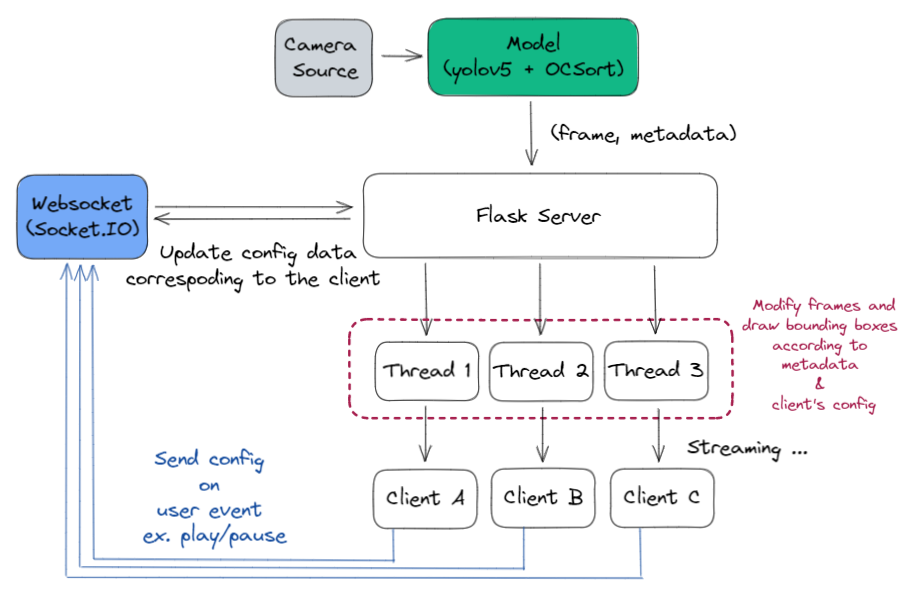 Camera
Source
Model
(yolov5 + OCSort)
(frame, metadata)
Websocket
(Socket.IO)
Flask Server
Update config data
correspoding to the client
Modify frames and
draw bounding boxes
according to
metadata
&
client's config
Thread 1
Thread 2
Thread 3
Streaming ...
Send config
on
user event
ex. play/pause
Client A
Client B
Client C